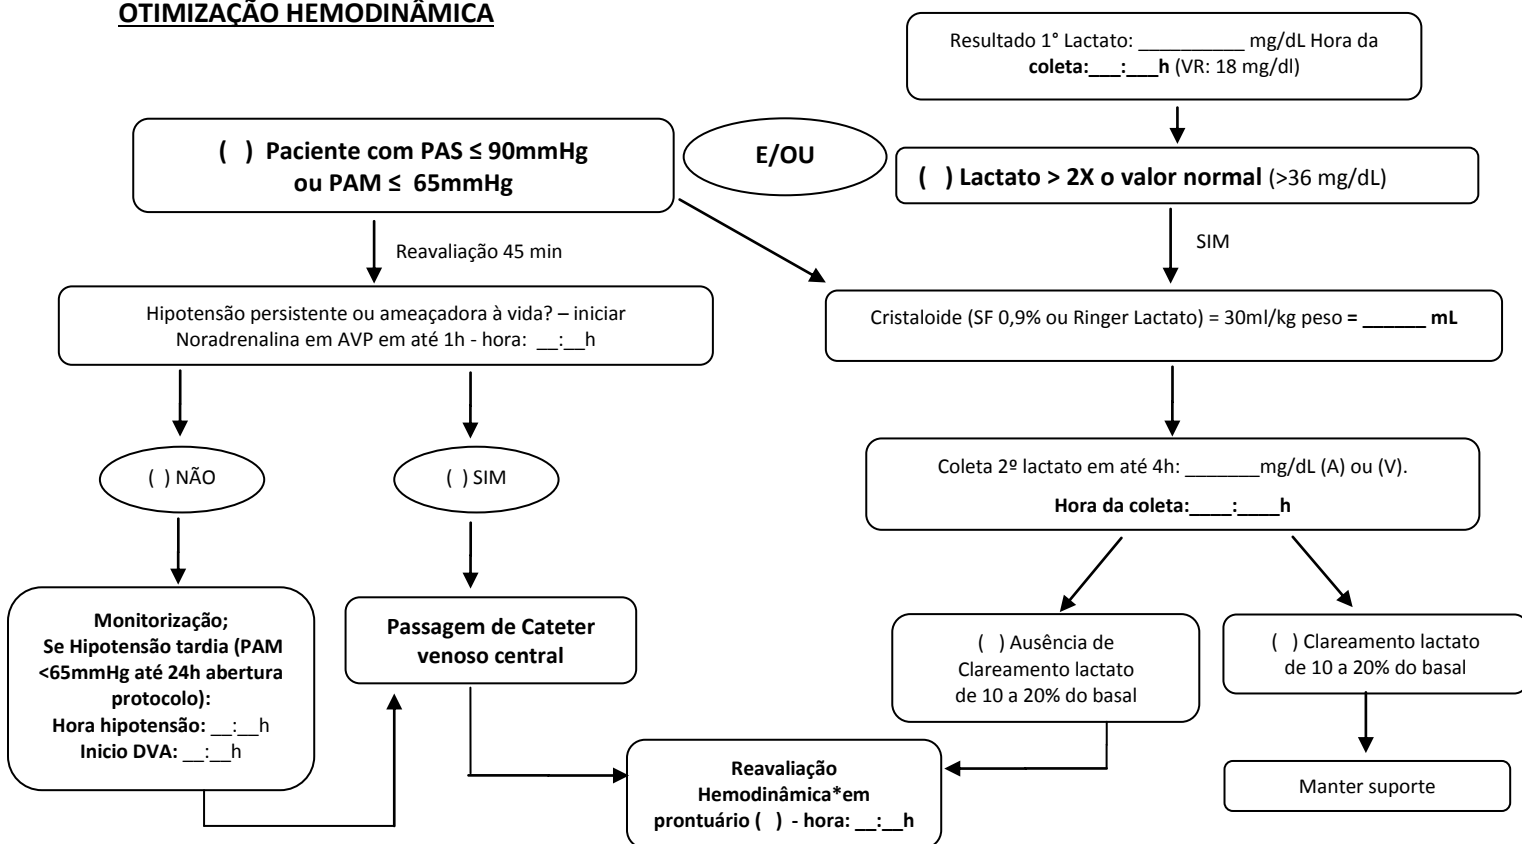 OTIMIZAÇÃO HEMODINÂMICA
Resultado 1° Lactato: __________ mg/dL Hora da
coleta:___:___h (VR: 18 mg/dl)
( ) Paciente com PAS ≤ 90mmHg
ou PAM ≤ 65mmHg
E/OU
( ) Lactato > 2X o valor normal (>36 mg/dL)
Reavaliação 45 min
SIM
Hipotensão persistente ou ameaçadora à vida? – iniciar
Noradrenalina em AVP em até 1h - hora: __:__h
Cristaloide (SF 0,9% ou Ringer Lactato) = 30ml/kg peso = ______ mL
( ) NÃO
( ) SIM
Coleta 2º lactato em até 4h: _______mg/dL (A) ou (V).
Hora da coleta:____:____h
Monitorização;
Se Hipotensão tardia (PAM
<65mmHg até 24h abertura
protocolo):
Hora hipotensão: __:__h
Inicio DVA: __:__h
Passagem de Cateter
venoso central
( ) Ausência de
Clareamento lactato
de 10 a 20% do basal
( ) Clareamento lactato
de 10 a 20% do basal
Reavaliação
Hemodinâmica*em
prontuário ( ) - hora: __:__h
Manter suporte